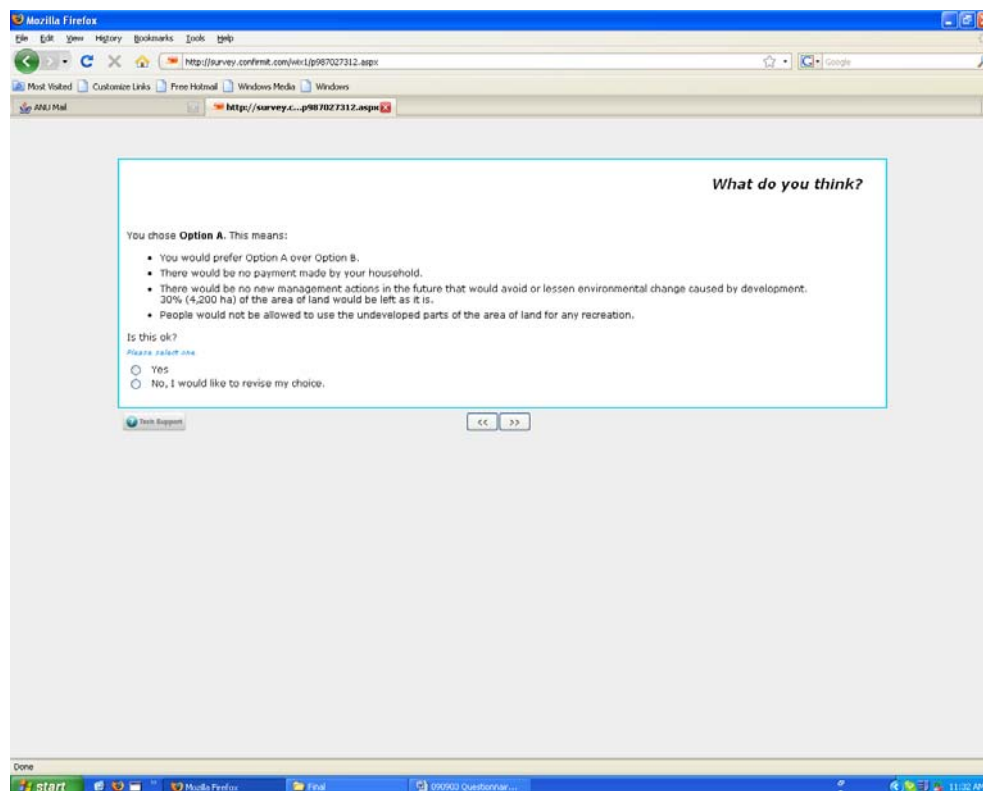 Mozilla Firefox
File Edit View History Bookmarks Tools Help
http://survey.confirmit.com/wix1/p987027312.aspx
Google
Most Visited Customize Links Free Hotmail Windows Media Windows
ANU Mail http://survey.c...p987027312.aspx
What do you think?
You chose Option A. This means:
• You would prefer Option A over Option B.
• There would be no payment made by your household.
• There would be no new management actions in the future that would avoid or lessen environmental change caused by development.
30% (4,200 ha) of the area of land would be left as it is.
• People would not be allowed to use the undeveloped parts of the area of land for any recreation.
Is this ok?
Please select one
Yes
No, I would like to revise my choice.
Tech Support << >>
Done
start Mozilla Firefox Final 090903 Questionnair... 11:32 AM